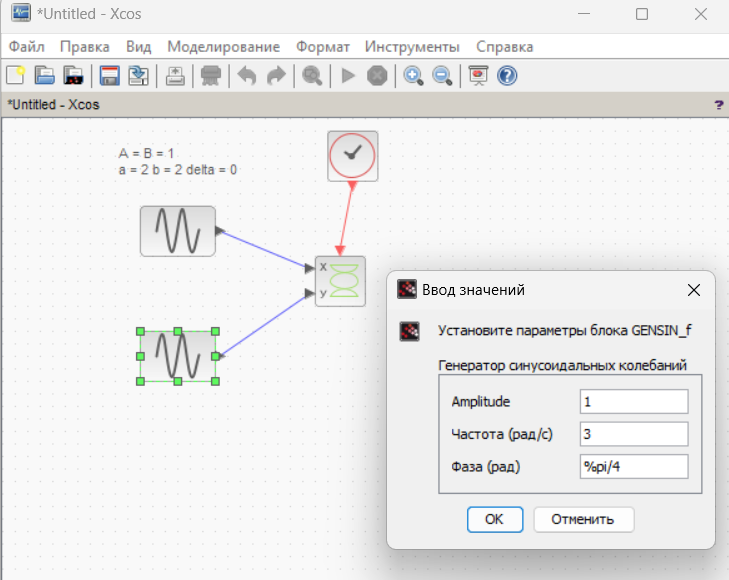 *Untitled - Xcos
Файл Правка Вид Моделирование Формат Инструменты Справка
*Untitled - Xcos ?
A = B = 1
a = 2 b = 2 delta = 0
X
У
Ввод значений
Установите параметры блока GENSIN_f
Генератор синусоидальных колебаний
Amplitude 1
Частота (рад/с) 3
Фаза (рад) %pi/4
OK Отменить